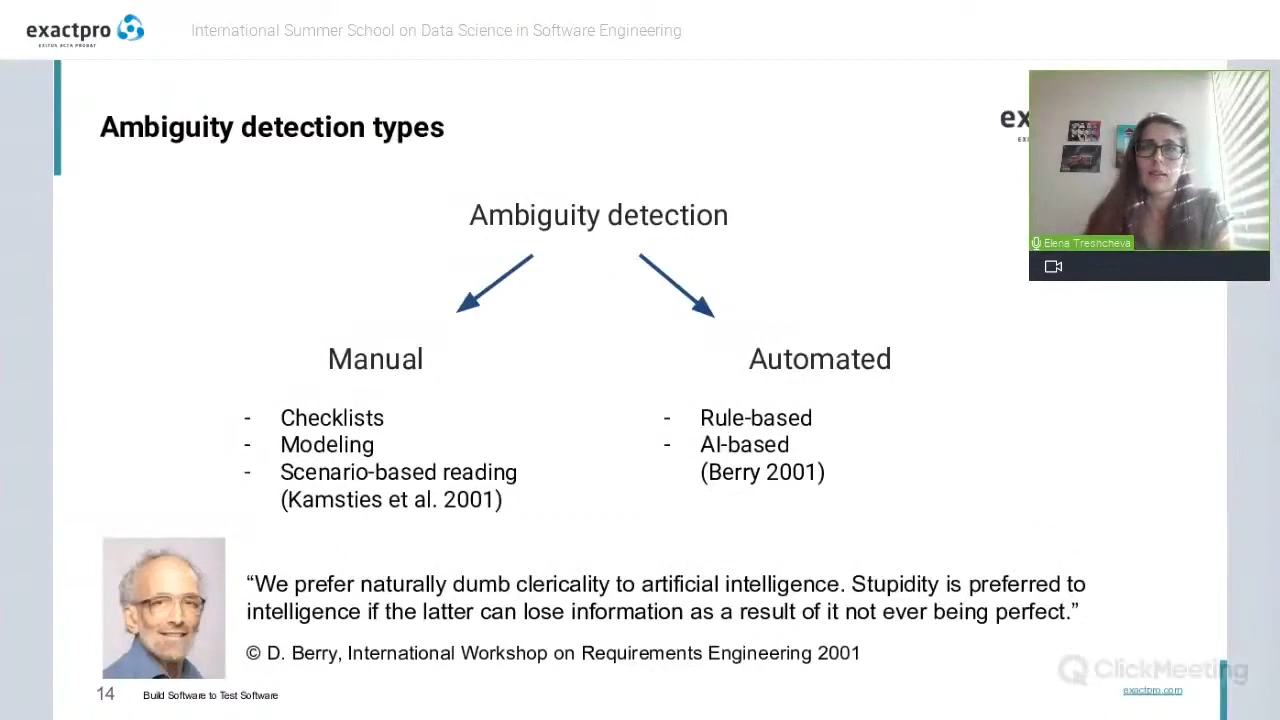 exactpro
EXITUS ACTA PROBAT
International Summer School on Data Science in Software Engineering
Ambiguity detection types
ex
Elena Treshcheva
Ambiguity detection
Manual
Automated
- Checklists
- Modeling
- Scenario-based reading
(Kamsties et al. 2001)
- Rule-based
- AI-based
(Berry 2001)
“We prefer naturally dumb clericality to artificial intelligence. Stupidity is preferred to
intelligence if the latter can lose information as a result of it not ever being perfect.”
© D. Berry, International Workshop on Requirements Engineering 2001
ClickMeeting
14
Build Software to Test Software
exactpro.com